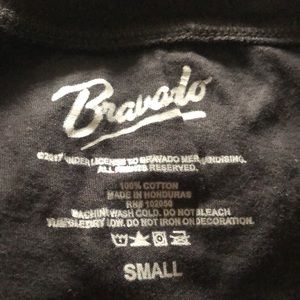 Bravado
©2017 UNDER LICENSE TO BRAVADO MERCHANDISING.
ALL RIGHTS RESERVED.
100% COTTON
MADE IN HONDURAS
RN# 102050
MACHINE WASH COLD. DO NOT BLEACH
TUMBLE DRY LOW. DO NOT IRON ON DECORATION.
SMALL